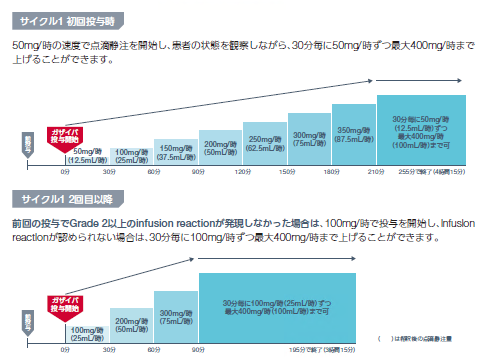 サイクル1 初回投与時
50mg/時の速度で点滴静注を開始し、患者の状態を観察しながら、30分毎に50mg/時ずつ最大400mg/時まで
上げることができます。
前投与
ガザイバ
投与開始
50mg/時
(12.5mL/時)
100mg/時
(25mL/時)
150mg/時
(37.5mL/時)
200mg/時
(50mL/時)
250mg/時
(62.5mL/時)
300mg/時
(75mL/時)
350mg/時
(87.5mL/時)
30分毎に50mg/時
(12.5mL/時)ずつ
最大400mg/時
(100mL/時)まで可
0分 30分 60分 90分 120分 150分 180分 210分 255分で終了(4時間15分)
サイクル1 2回目以降
前回の投与でGrade 2以上のinfusion reactionが発現しなかった場合は、100mg/時で投与を開始し、Infusion
reactionが認められない場合は、30分毎に100mg/時ずつ最大400mg/時まで上げることができます。
前投与
ガザイバ
投与開始
100mg/時
(25mL/時)
200mg/時
(50mL/時)
300mg/時
(75mL/時)
30分毎に100mg/時(25mL/時)ずつ
最大400mg/時(100mL/時)まで可
0分 30分 60分 90分 195分で終了(3時間15分)
( )は希釈後の点滴静注量